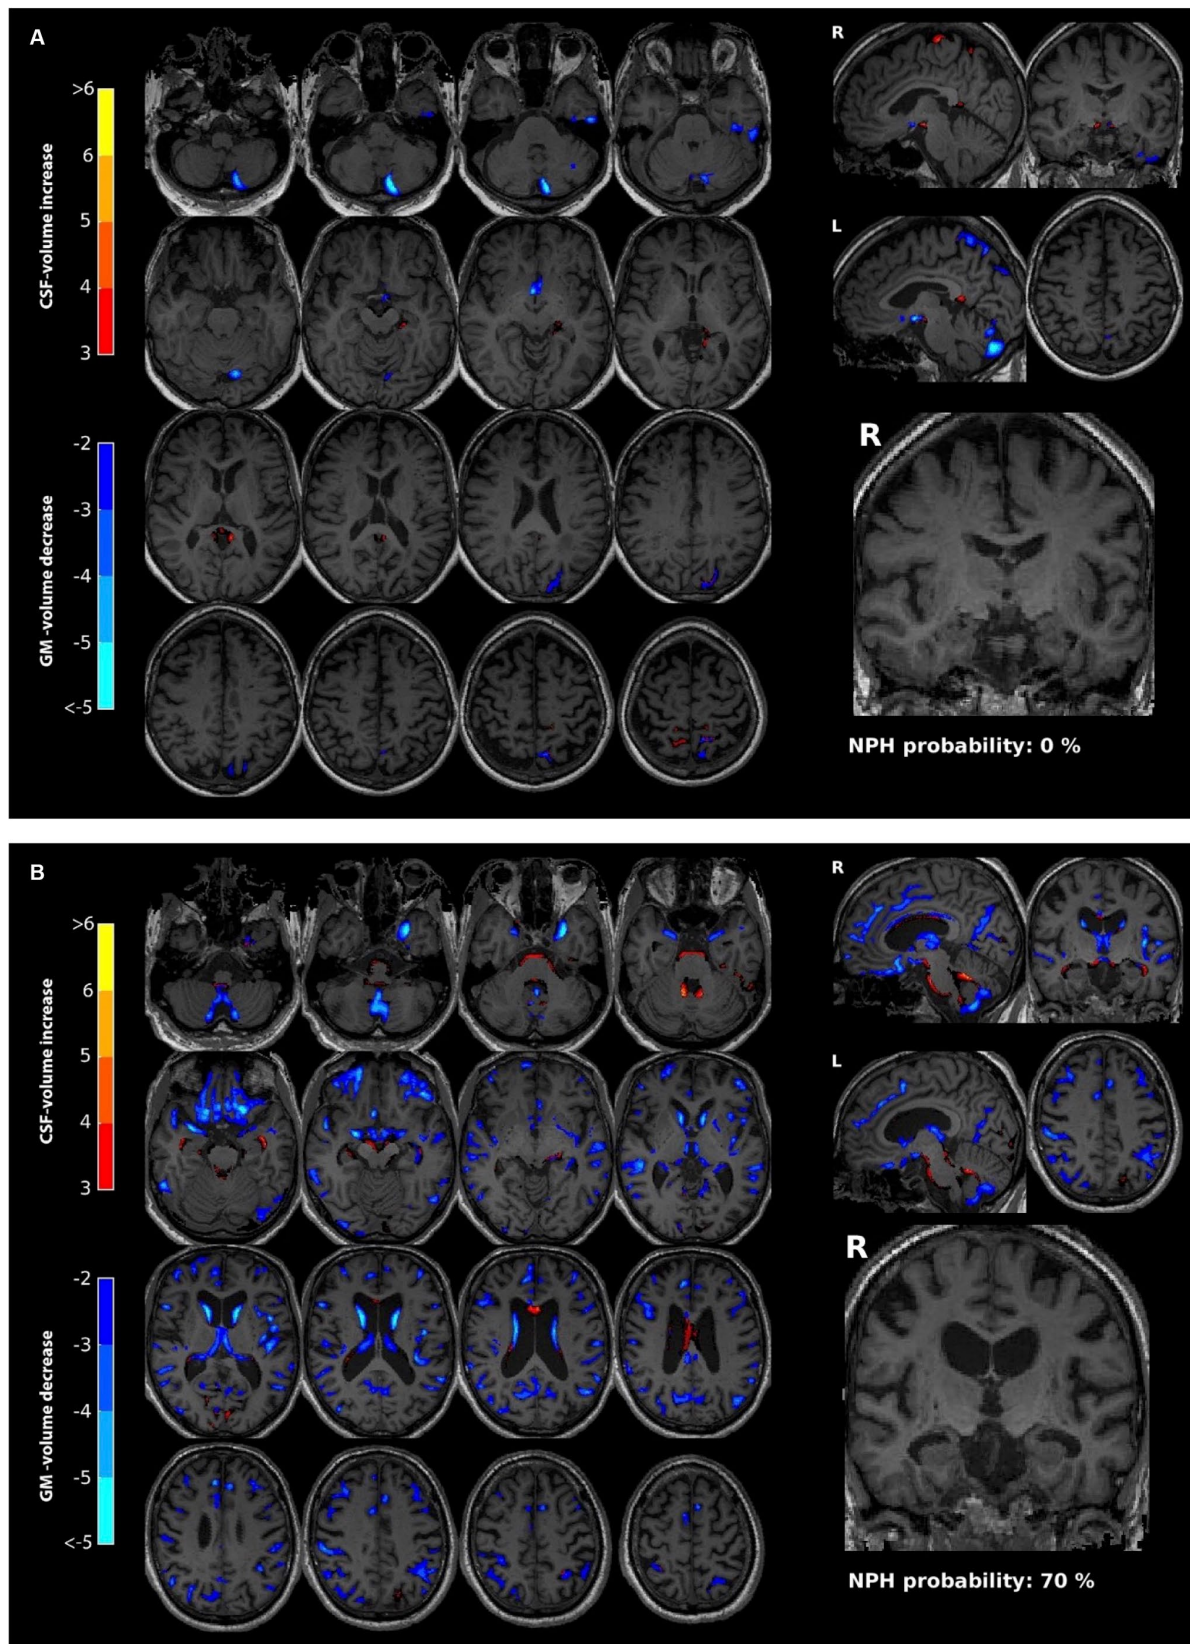 A
>6
6
5
4
3
CSF-volume increase
-2
-3
-4
-5
<-5
GM -volume decrease
R
L
R
NPH probability: 0 %
B
>6
6
5
4
3
CSF-volume increase
-2
-3
-4
-5
<-5
GM -volume decrease
R
L
R
NPH probability: 70 %